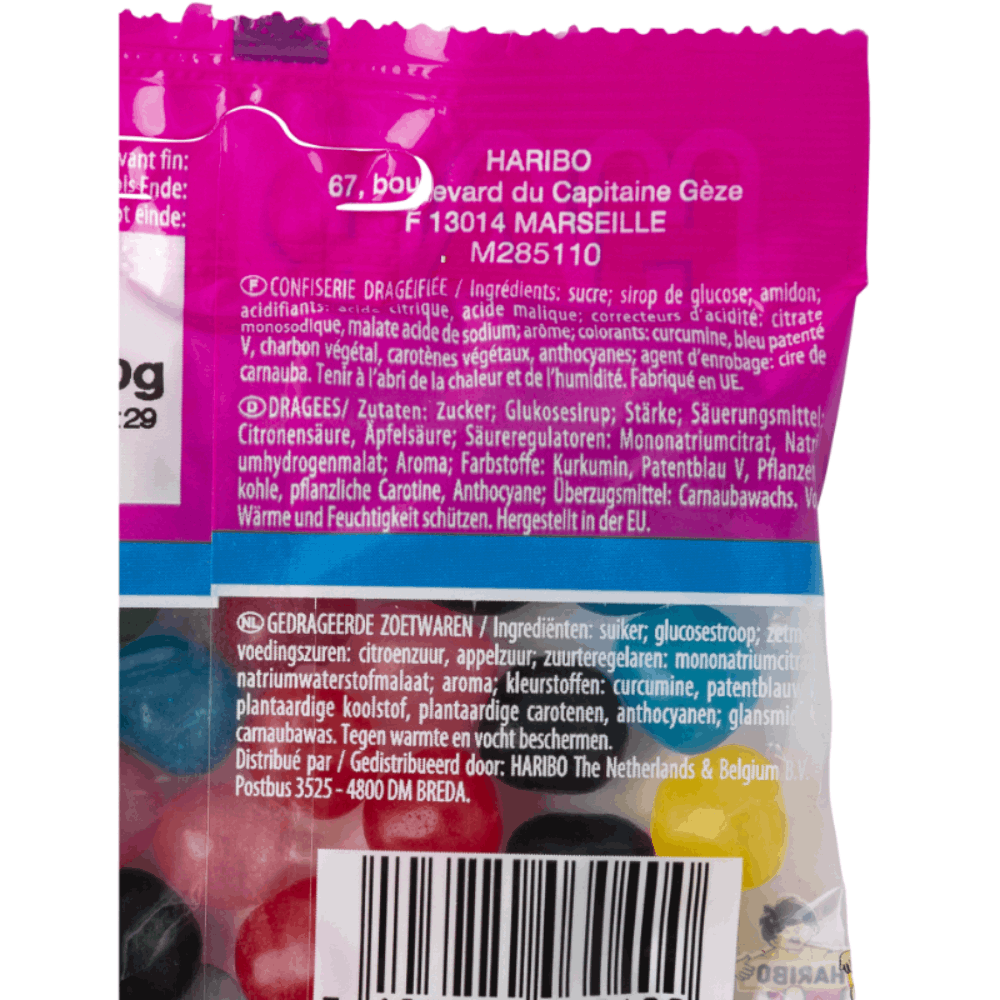 vant fin:
Ende:
t einde:
0g
:29
HARIBO
67, boulevard du Capitaine Gèze
F 13014 MARSEILLE
M285110
F CONFISERIE DRAGÉIFIÉE / Ingrédients: sucre; sirop de glucose; amidon;
acidifiants: acide citrique, acide malique; correcteurs d'acidité: citrate
monosodique, malate acide de sodium; arôme; colorants: curcumine, bleu patenté
V, charbon végétal, carotènes végétaux, anthocyanes; agent d'enrobage: cire de
carnauba. Tenir à l'abri de la chaleur et de l'humidité. Fabriqué en UE.
D DRAGEES/ Zutaten: Zucker; Glukosesirup; Stärke; Säuerungsmittel:
Citronensäure, Äpfelsäure; Säureregulatoren: Mononatriumcitrat, Natri
umhydrogenmalat; Aroma; Farbstoffe: Kurkumin, Patentblau V, Pflanzen
kohle, pflanzliche Carotine, Anthocyane; Überzugsmittel: Carnaubawachs. Vo
Wärme und Feuchtigkeit schützen. Hergestellt in der EU.
NL GEDRAGEERDE ZOETWAREN / Ingrediënten: suiker; glucosestroop; zetm
voedingszuren: citroenzuur, appelzuur; zuurteregelaren: mononatriumcitra
natriumwaterstofmalaat; aroma; kleurstoffen: curcumine, patentblauw
plantaardige koolstof, plantaardige carotenen, anthocyanen; glansmid
carnaubawas. Tegen warmte en vocht beschermen.
Distribué par / Gedistribueerd door: HARIBO The Netherlands & Belgium B.V.
Postbus 3525 - 4800 DM BREDA.
HARIBO